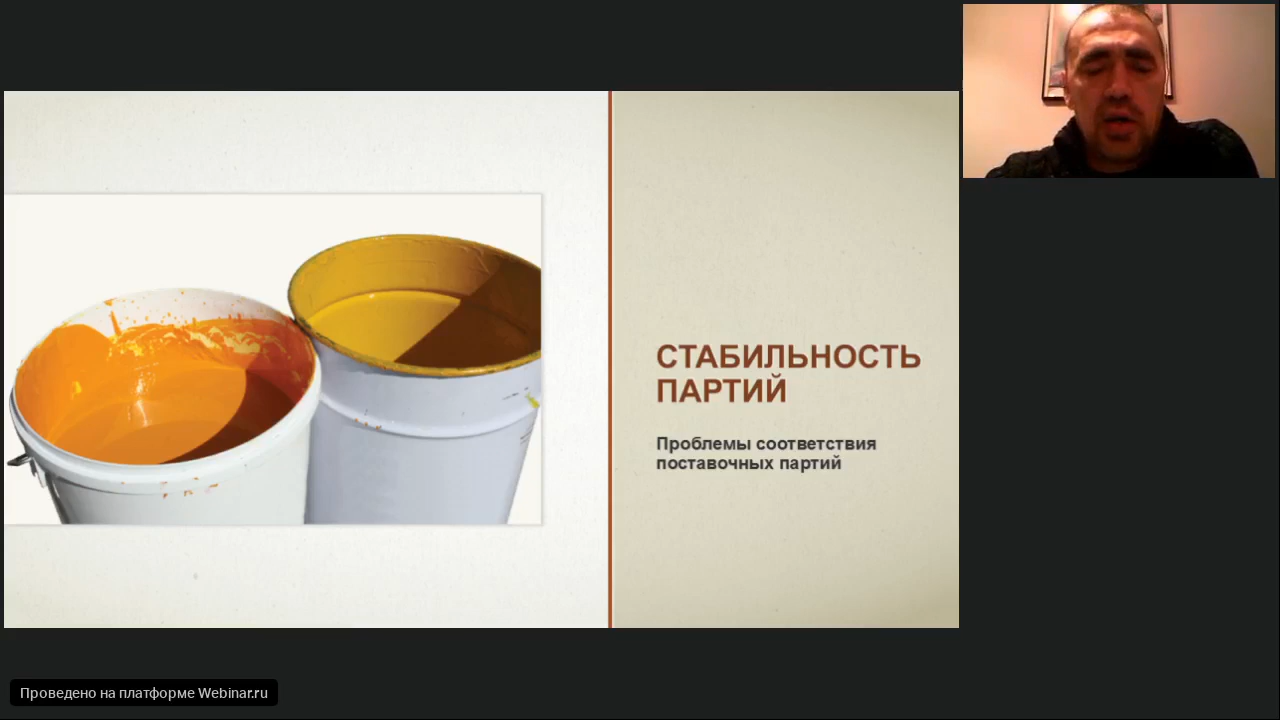 СТАБИЛЬНОСТЬ
ПАРТИЙ
Проблемы соответствия
поставочных партий
Проведено на платформе Webinar.ru